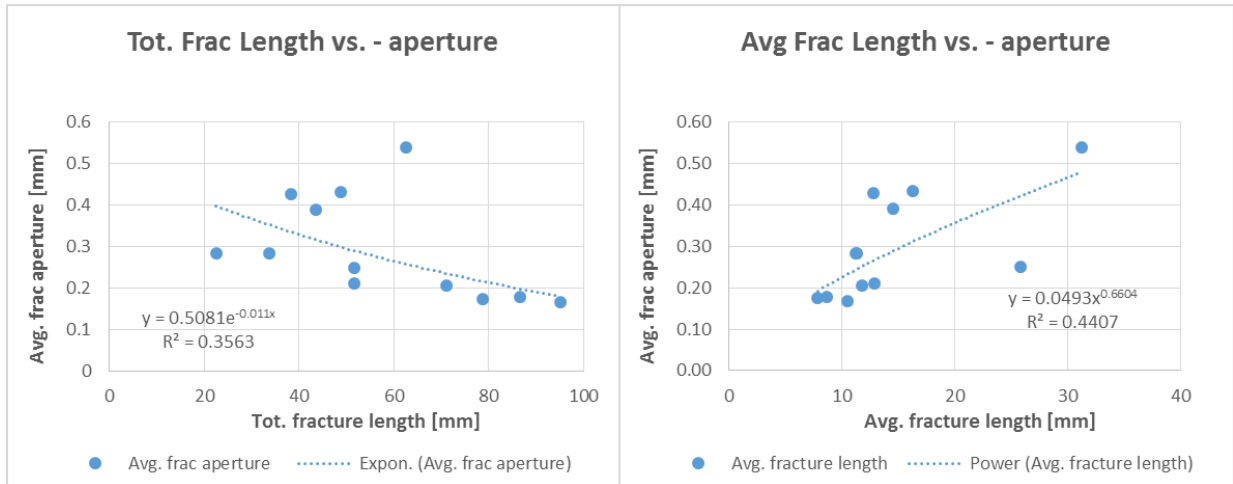 Tot. Frac Length vs. - aperture
Avg. frac aperture [mm]
0.6
0.5
0.4
0.3
0.2
0.1
0
y = 0.5081e^-0.011x
R² = 0.3563
0 20 40 60 80 100
Tot. fracture length [mm]
Avg. frac aperture Expon. (Avg. frac aperture)
Avg Frac Length vs. - aperture
Avg. frac aperture [mm]
0.60
0.50
0.40
0.30
0.20
0.10
0.00
y = 0.0493x^0.6604
R² = 0.4407
0 10 20 30 40
Avg. fracture length [mm]
Avg. fracture length Power (Avg. fracture length)